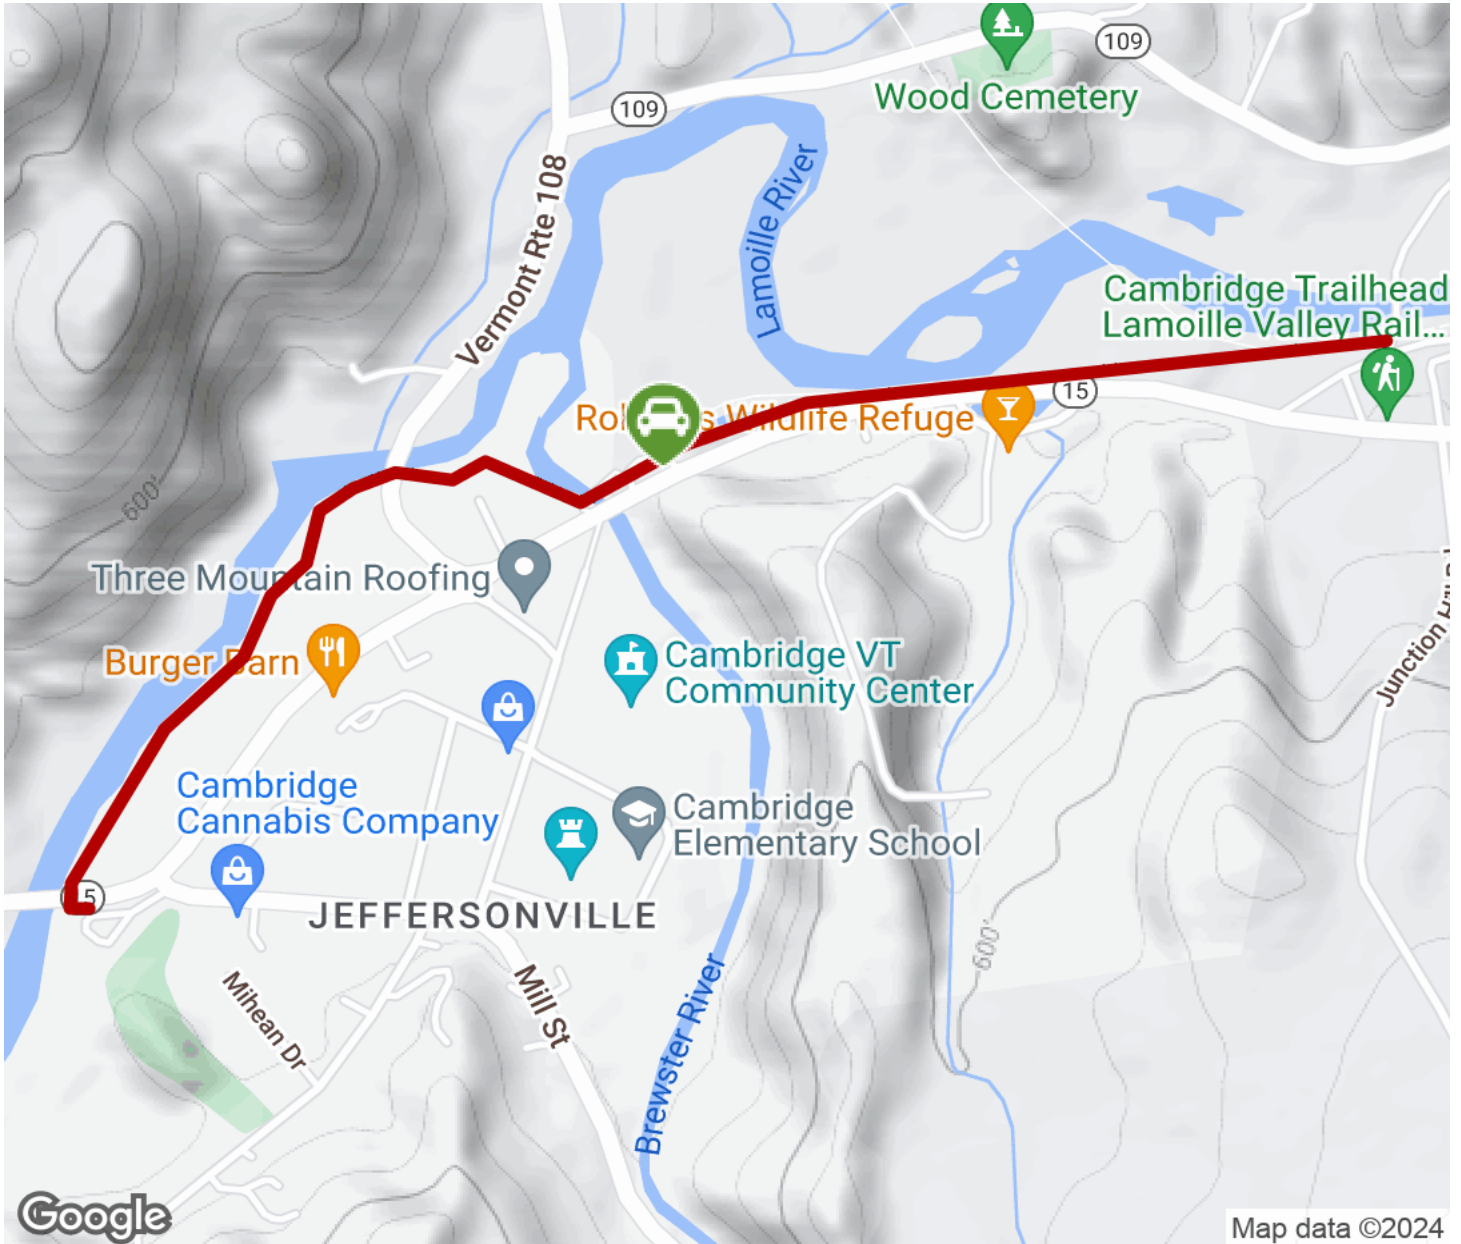 109
Wood Cemetery
109
Vermont Rte 108
Lamoille River
Cambridge Trailhead
Lamoille Valley Rail...
15
Wildlife Refuge
600'
Three Mountain Roofing
Burger Barn
Cambridge VT
Community Center
Cambridge
Cannabis Company
Cambridge
Elementary School
JEFFERSONVILLE
Mihean Dr
Mill St
Brewster River
600'
Junction Hill Rd
Google
Map data ©2024